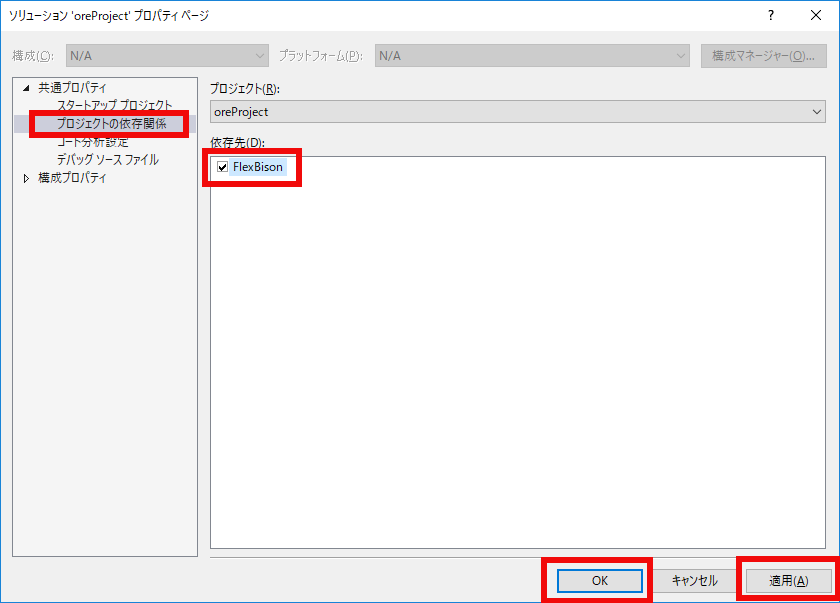 ソリューション 'oreProject' プロパティ ページ
?
構成(C):
N/A
プラットフォーム(P):
N/A
構成マネージャー(O)...
共通プロパティ
スタートアップ プロジェクト
プロジェクトの依存関係
コード分析設定
デバッグ ソース ファイル
構成プロパティ
プロジェクト(R):
oreProject
依存先(D):
FlexBison
OK
キャンセル
適用(A)